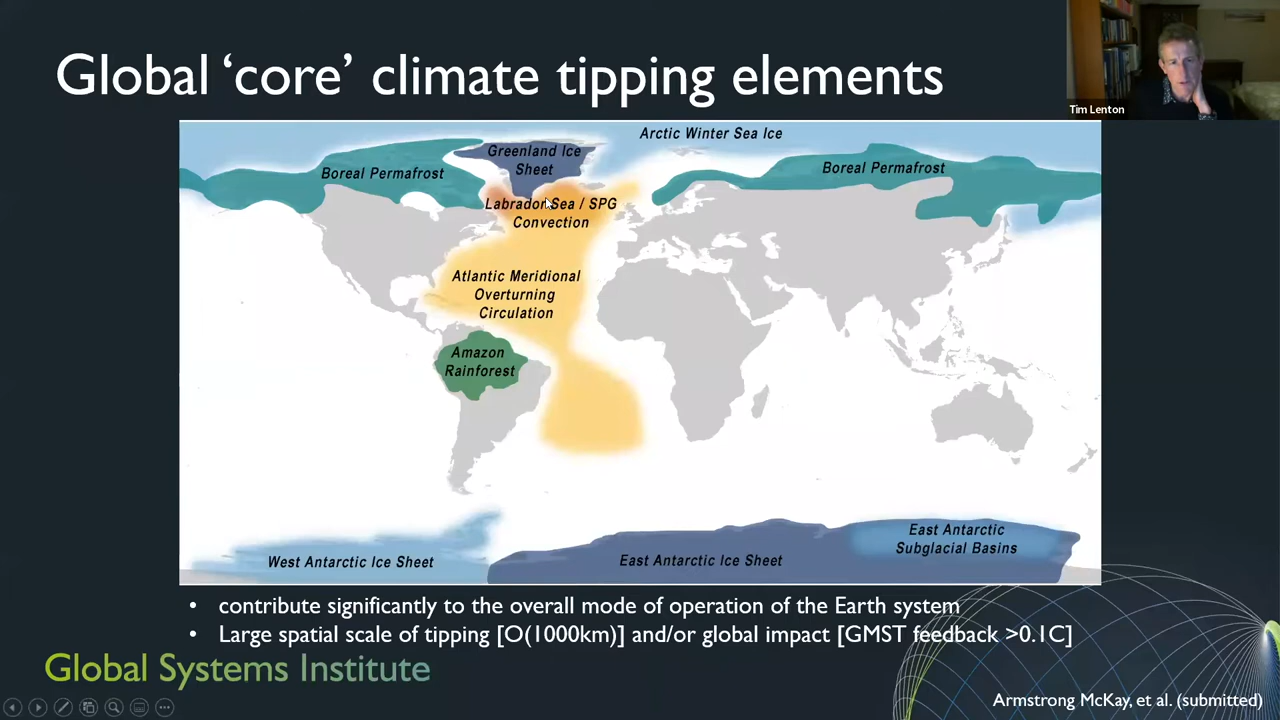 Global ‘core’ climate tipping elements
Tim Lenton
Arctic Winter Sea Ice
Greenland Ice
Sheet
Boreal Permafrost
Boreal Permafrost
Labrador Sea / SPG
Convection
Atlantic Meridional
Overturning
Circulation
Amazon
Rainforest
East Antarctic
Subglacial Basins
West Antarctic Ice Sheet
East Antarctic Ice Sheet
• contribute significantly to the overall mode of operation of the Earth system
• Large spatial scale of tipping [O(1000km)] and/or global impact [GMST feedback >0.1C]
Global Systems Institute
Armstrong McKay, et al. (submitted)